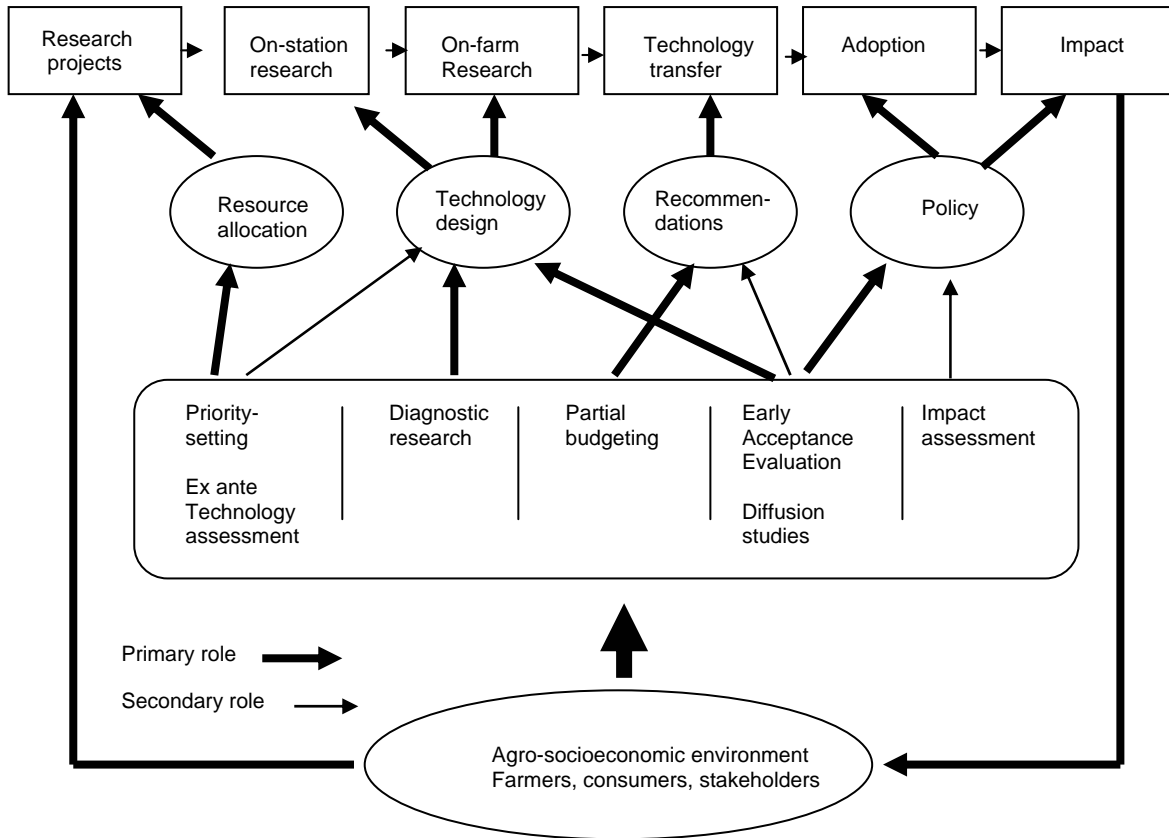 Research
projects
On-station
research
On-farm
Research
Technology
transfer
Adoption
Impact
Resource
allocation
Technology
design
Recommen-
dations
Policy
Priority-
setting
Ex ante
Technology
assessment
Diagnostic
research
Partial
budgeting
Early
Acceptance
Evaluation
Diffusion
studies
Impact
assessment
Primary role
Secondary role
Agro-socioeconomic environment
Farmers, consumers, stakeholders